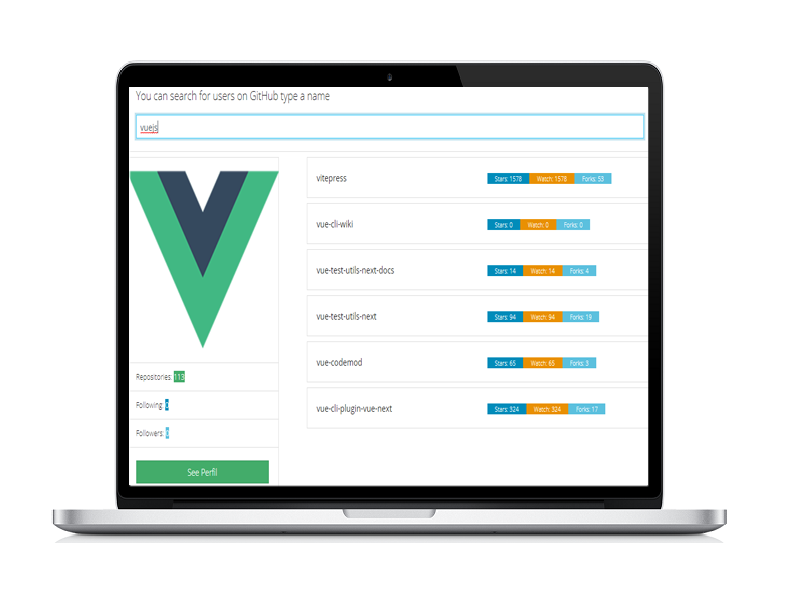 You can search for users on GitHub type a name
vuejs
Repositories: 113
Following: 0
Followers: 0
See Perfil
vitepress Stars: 1578 Watch: 1578 Forks: 53
vue-cli-wiki Stars: 0 Watch: 0 Forks: 0
vue-test-utils-next-docs Stars: 14 Watch: 14 Forks: 4
vue-test-utils-next Stars: 94 Watch: 94 Forks: 19
vue-codemod Stars: 65 Watch: 65 Forks: 3
vue-cli-plugin-vue-next Stars: 324 Watch: 324 Forks: 17